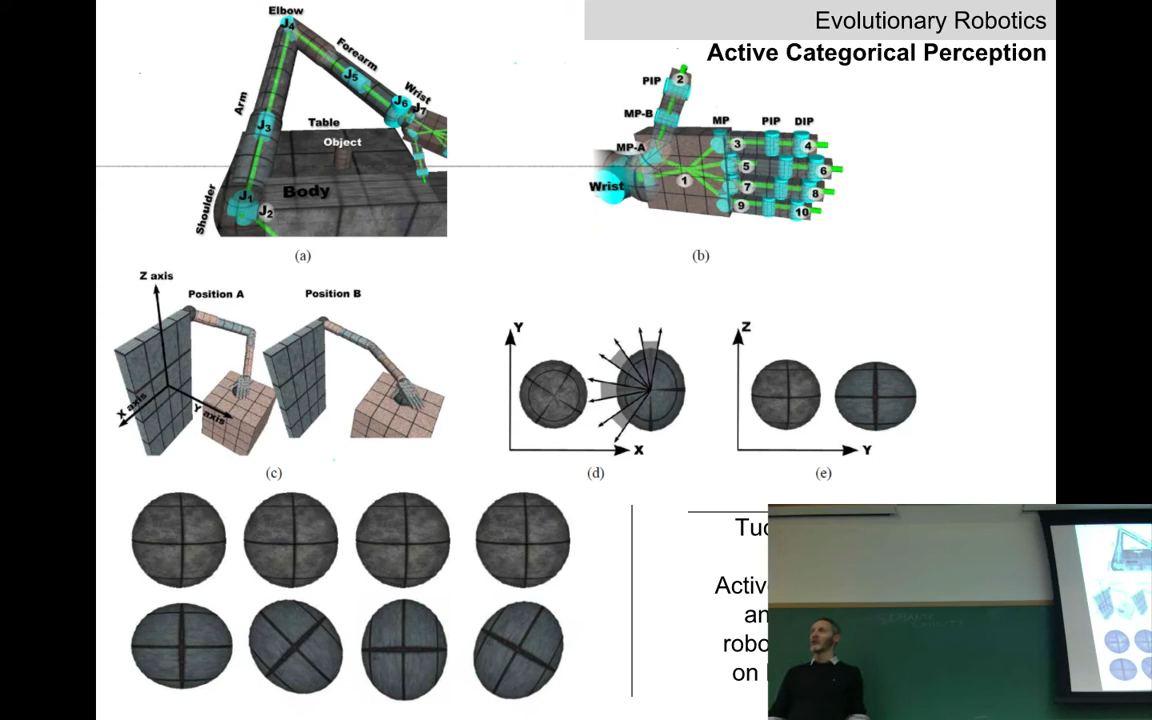 Evolutionary Robotics
Active Categorical Perception
Elbow
J4
Forearm
J5
Wrist
J6
J7
Arm
J3
Table
Object
Body
Shoulder
J1
J2
(a)
PIP
2
MP-B
MP-A
MP
PIP
DIP
3
4
5
6
1
7
8
9
10
Wrist
(b)
Z axis
Position A
Position B
X axis
Y axis
(c)
Y
X
(d)
Z
Y
(e)
Tuc
Active
an
robo
on